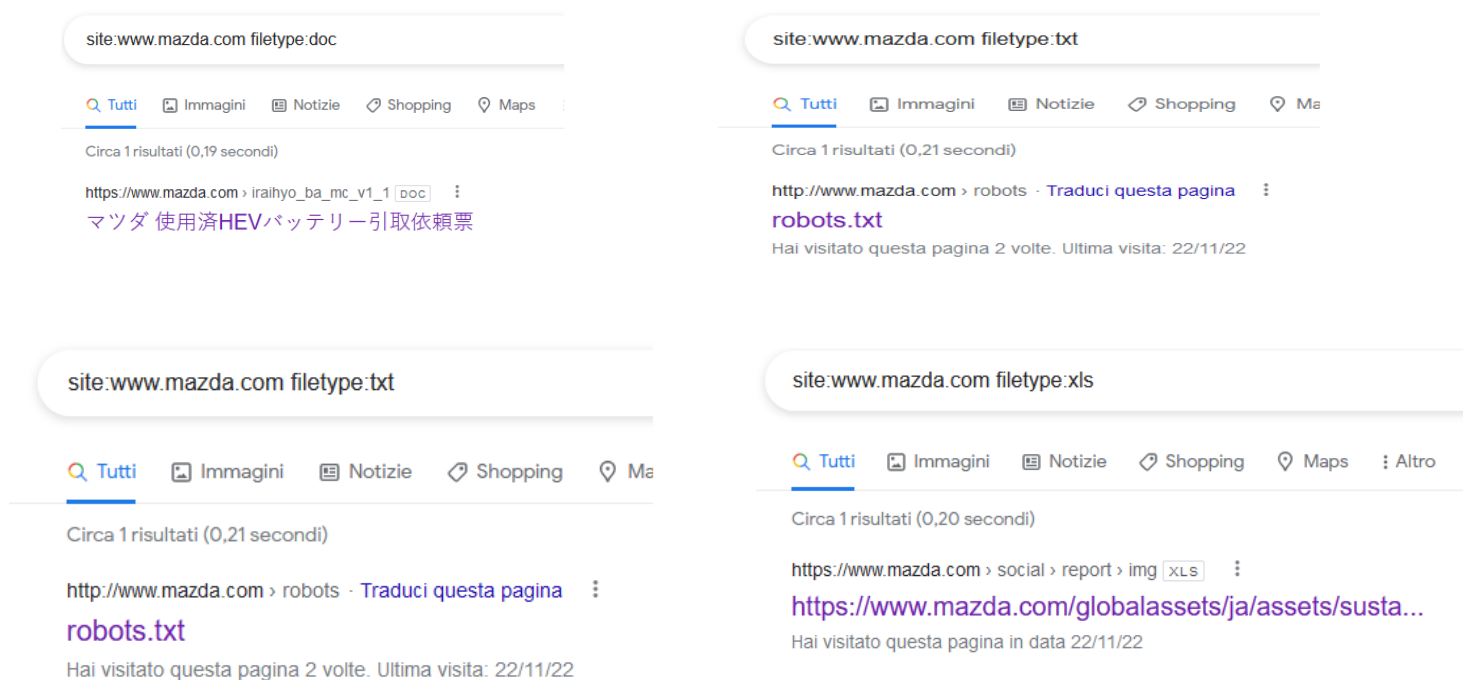 site:www.mazda.com filetype:doc
Tutti Immagini Notizie Shopping Maps
Circa 1 risultati (0,19 secondi)
https://www.mazda.com › iraihyo_ba_mc_v1_1 DOC
マツダ 使用済HEVバッテリー引取依頼票
site:www.mazda.com filetype:txt
Tutti Immagini Notizie Shopping Ma
Circa 1 risultati (0,21 secondi)
http://www.mazda.com › robots · Traduci questa pagina
robots.txt
Hai visitato questa pagina 2 volte. Ultima visita: 22/11/22
site:www.mazda.com filetype:txt
Tutti Immagini Notizie Shopping Ma
Circa 1 risultati (0,21 secondi)
http://www.mazda.com › robots · Traduci questa pagina
robots.txt
Hai visitato questa pagina 2 volte. Ultima visita: 22/11/22
site:www.mazda.com filetype:xls
Tutti Immagini Notizie Shopping Maps Altro
Circa 1 risultati (0,20 secondi)
https://www.mazda.com › social › report › img XLS
https://www.mazda.com/globalassets/ja/assets/susta...
Hai visitato questa pagina in data 22/11/22